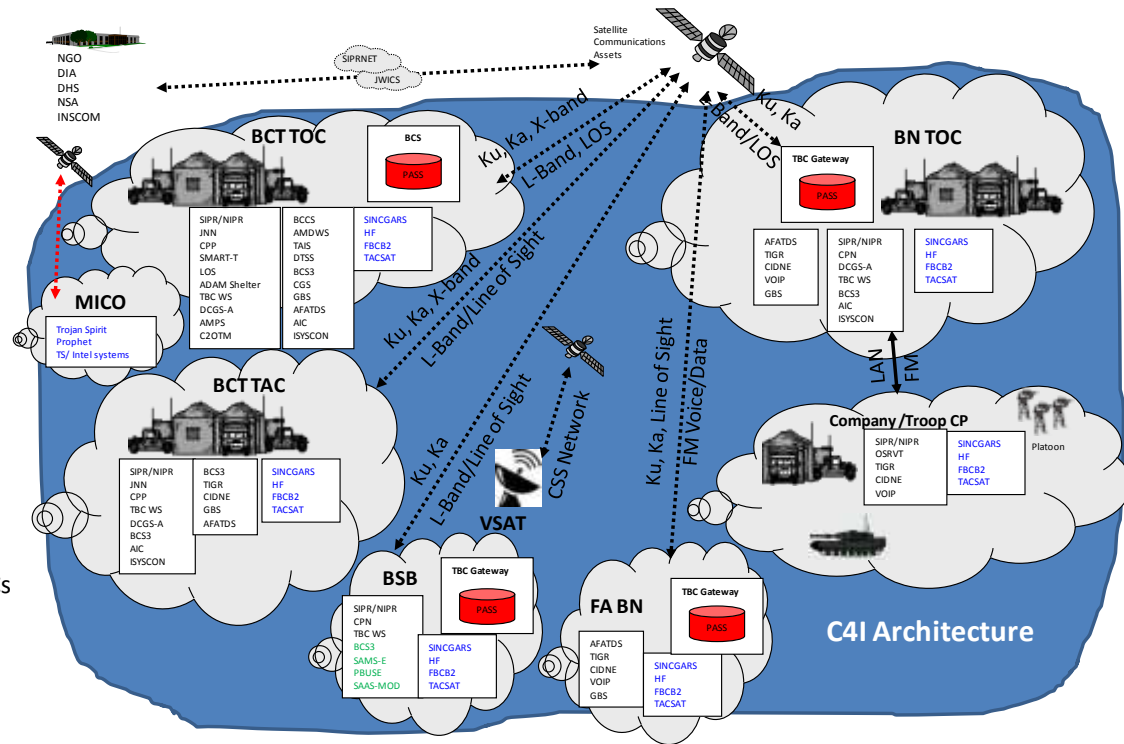 Satellite
Communications
Assets
SIPRNET
JWICS
NGO
DIA
DHS
NSA
INSCOM
BCT TOC
BCS
PASS
SIPR/NIPR
JNN
CPP
SMART-T
LOS
ADAM Shelter
TBC WS
DCGS-A
AMPS
C2OTM
BCCS
AMDWS
TAIS
DTSS
BCS3
CGS
GBS
AFATDS
AIC
ISYSCON
SINCGARS
HF
FBCB2
TACSAT
Ku, Ka, X-band
L-Band, LOS
Ku, Ka
L-Band/LOS
BN TOC
TBC Gateway
PASS
AFATDS
TIGR
CIDNE
VOIP
GBS
SIPR/NIPR
CPN
DCGS-A
TBC WS
BCS3
AIC
ISYSCON
SINCGARS
HF
FBCB2
TACSAT
MICO
Trojan Spirit
Prophet
TS/ Intel systems
Ku, Ka, X-band
L-Band/Line of Sight
BCT TAC
SIPR/NIPR
JNN
CPP
TBC WS
DCGS-A
BCS3
AIC
ISYSCON
BCS3
TIGR
CIDNE
GBS
AFATDS
SINCGARS
HF
FBCB2
TACSAT
Ku, Ka
L-Band/Line of Sight
CSS Network
VSAT
Ku, Ka, Line of Sight
FM Voice/Data
LAN
FM
Company /Troop CP
SIPR/NIPR
OSRVT
TIGR
CIDNE
VOIP
SINCGARS
HF
FBCB2
TACSAT
Platoon
BSB
TBC Gateway
PASS
SIPR/NIPR
CPN
TBC WS
BCS3
SAMS-E
PBUSE
SAAS-MOD
SINCGARS
HF
FBCB2
TACSAT
FA BN
TBC Gateway
PASS
AFATDS
TIGR
CIDNE
VOIP
GBS
SINCGARS
HF
FBCB2
TACSAT
C4I Architecture